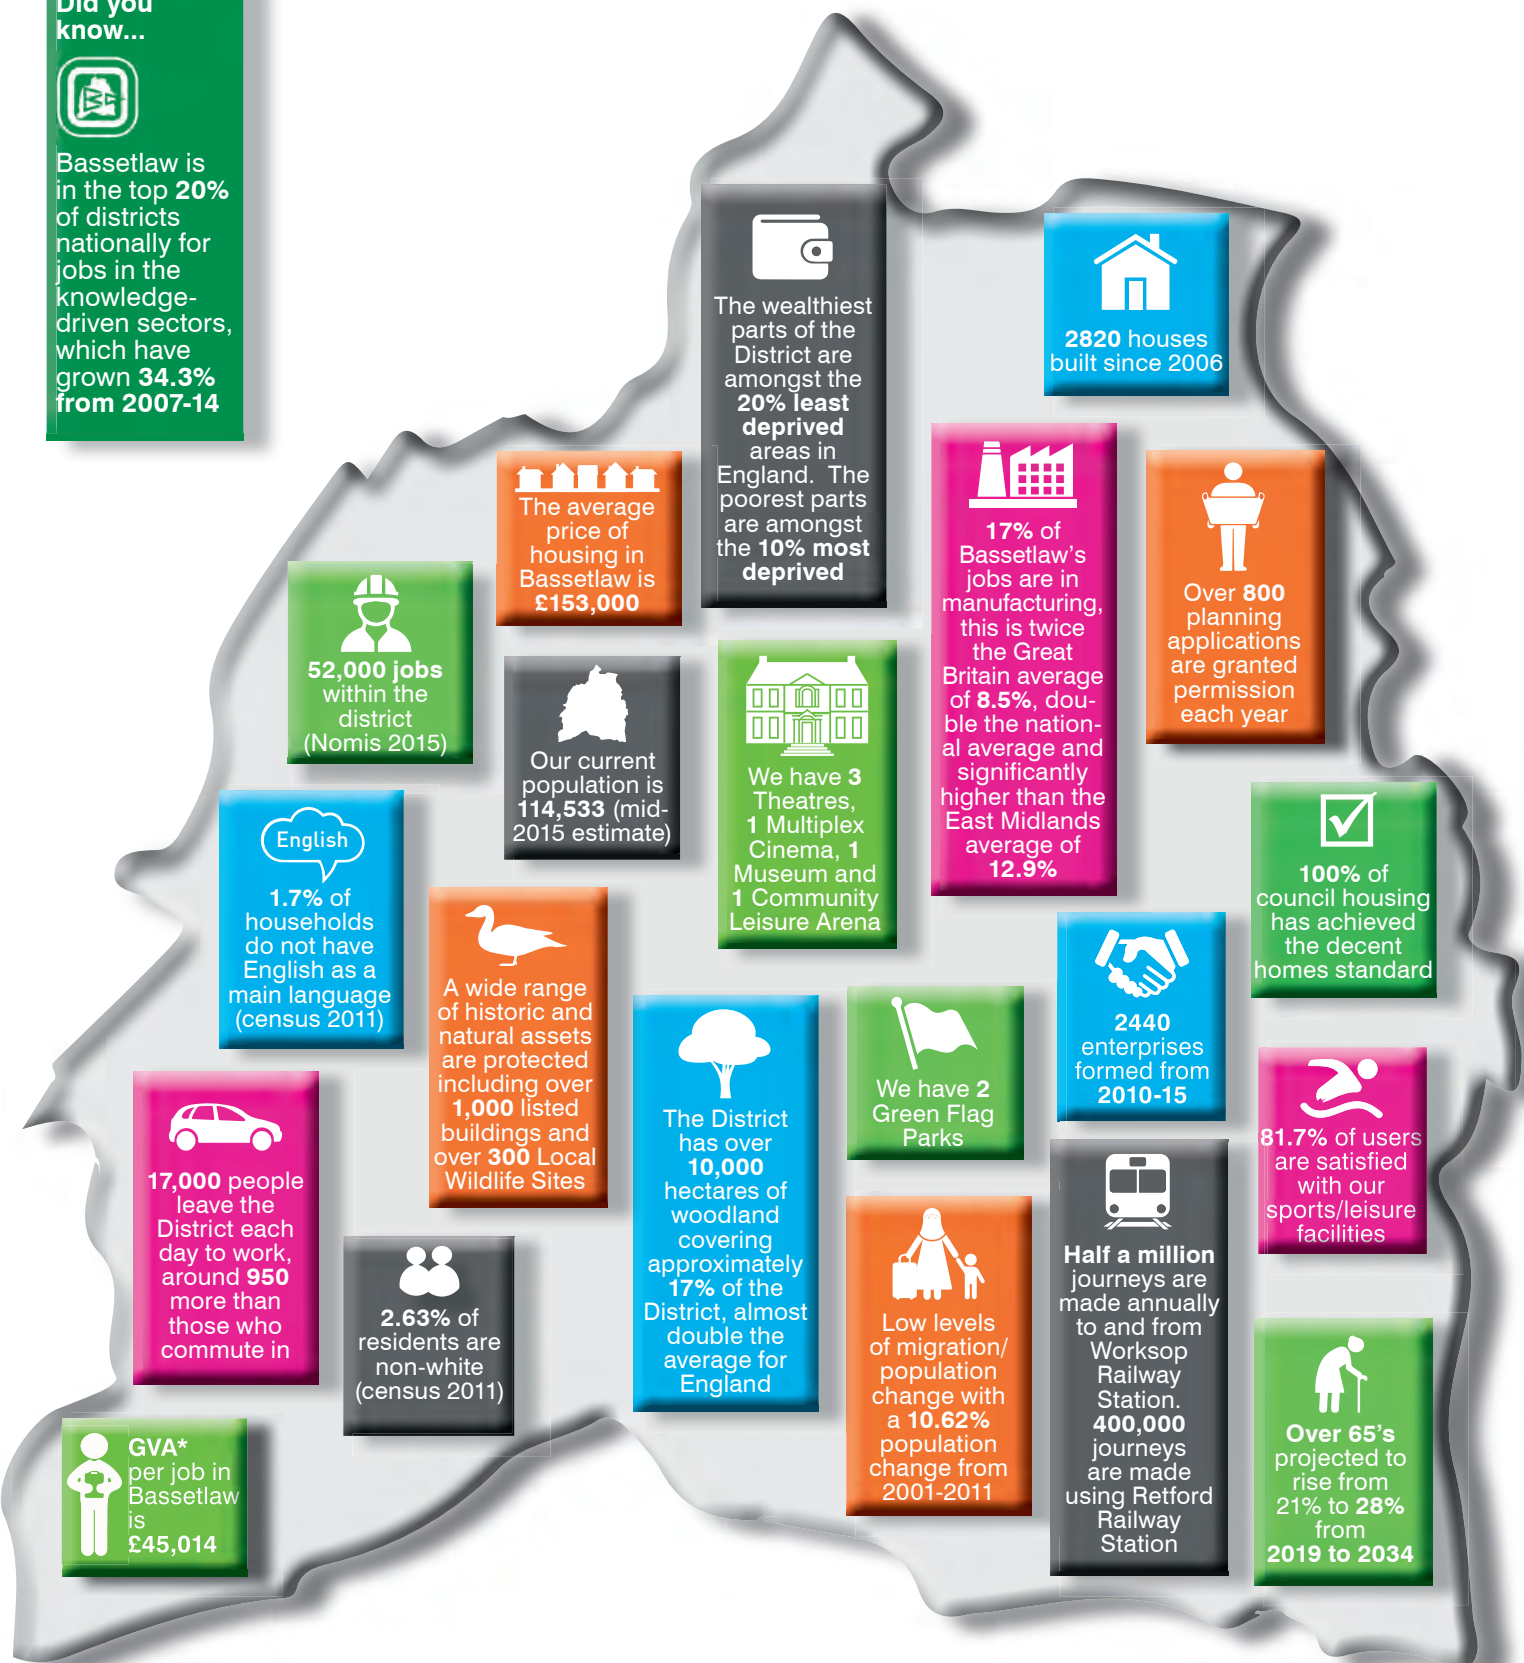 Did you
know...
Bassetlaw is
in the top 20%
of districts
nationally for
jobs in the
knowledge-
driven sectors,
which have
grown 34.3%
from 2007-14
The wealthiest
parts of the
District are
amongst the
20% least
deprived
areas in
England. The
poorest parts
are amongst
the 10% most
deprived
2820 houses
built since 2006
The average
price of
housing in
Bassetlaw is
£153,000
17% of
Bassetlaw's
jobs are in
manufacturing,
this is twice
the Great
Britain average
of 8.5%, dou-
ble the nation-
al average and
significantly
higher than the
East Midlands
average of
12.9%
Over 800
planning
applications
are granted
permission
each year
52,000 jobs
within the
district
(Nomis 2015)
Our current
population is
114,533 (mid-
2015 estimate)
We have 3
Theatres,
1 Multiplex
Cinema, 1
Museum and
1 Community
Leisure Arena
100% of
council housing
has achieved
the decent
homes standard
English
1.7% of
households
do not have
English as a
main language
(census 2011)
A wide range
of historic and
natural assets
are protected
including over
1,000 listed
buildings and
over 300 Local
Wildlife Sites
The District
has over
10,000
hectares of
woodland
covering
approximately
17% of the
District, almost
double the
average for
England
We have 2
Green Flag
Parks
2440
enterprises
formed from
2010-15
81.7% of users
are satisfied
with our
sports/leisure
facilities
17,000 people
leave the
District each
day to work,
around 950
more than
those who
commute in
2.63% of
residents are
non-white
(census 2011)
Low levels
of migration/
population
change with
a 10.62%
population
change from
2001-2011
Half a million
journeys are
made annually
to and from
Worksop
Railway
Station.
400,000
journeys
are made
using Retford
Railway
Station
Over 65's
projected to
rise from
21% to 28%
from
2019 to 2034
GVA*
per job in
Bassetlaw
is
£45,014